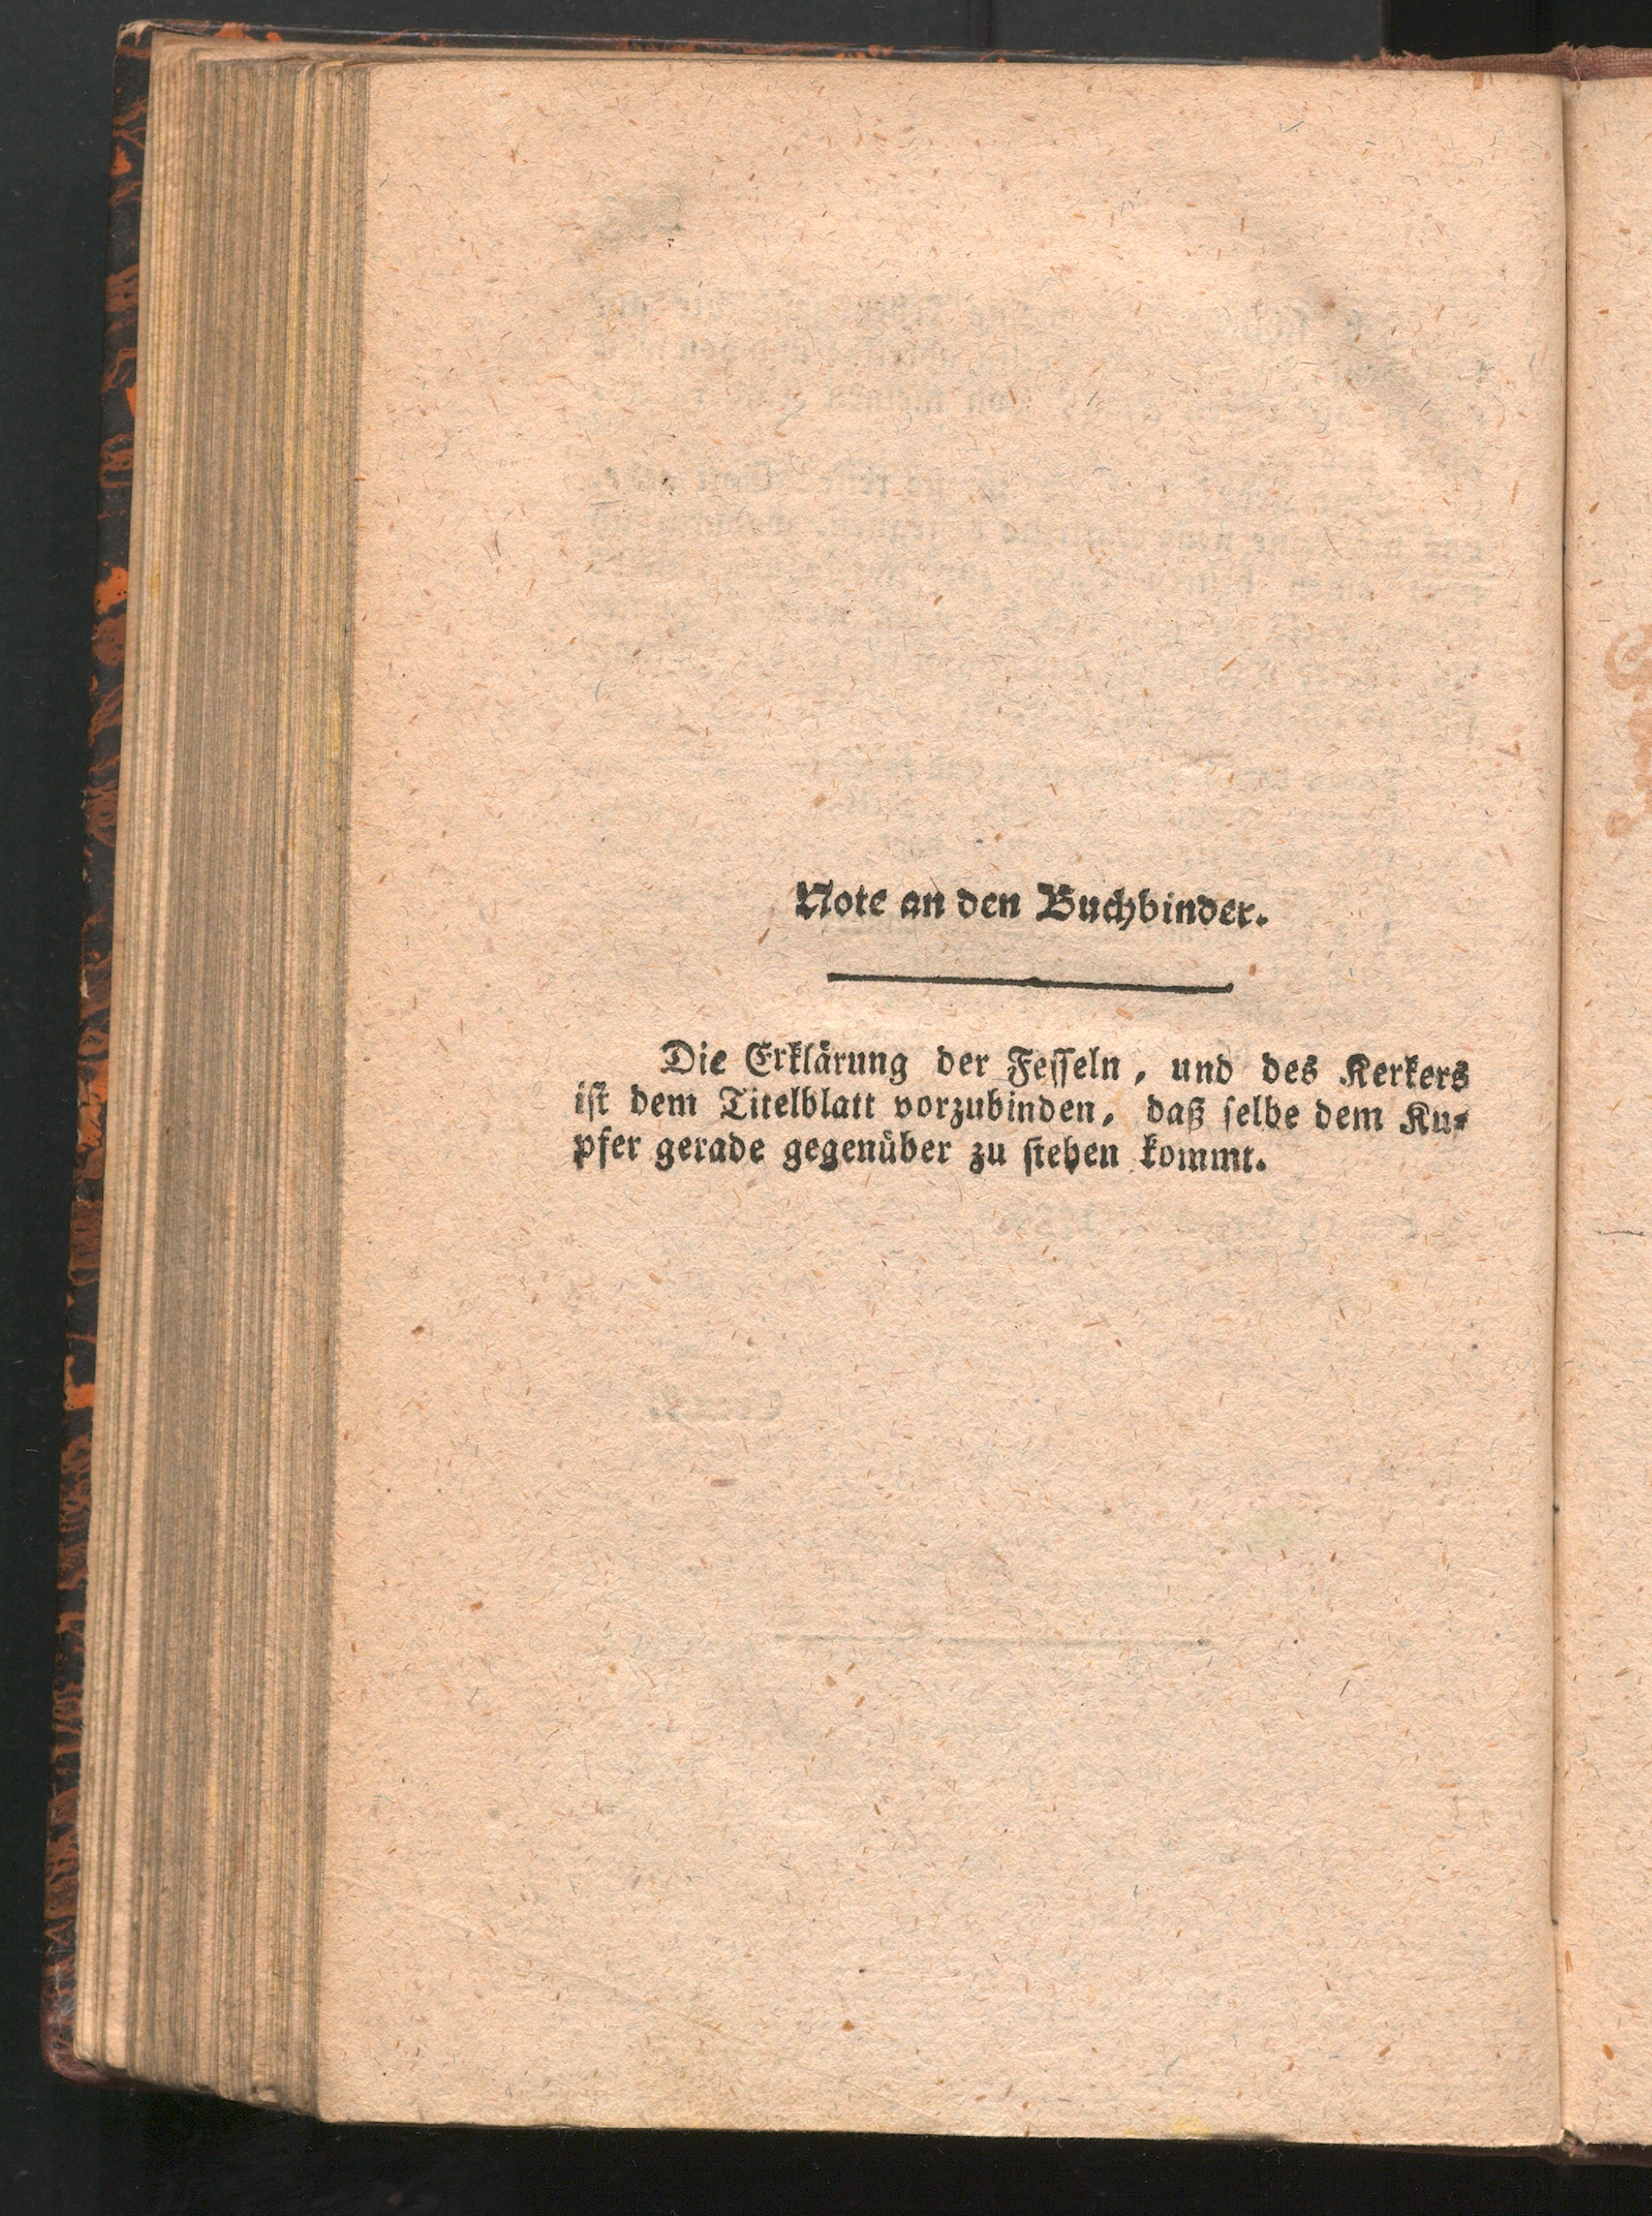 Note an den Buchbinder.
Die Erklärung der Fesseln, und des Kerkers
ist dem Titelblatt vorzubinden, daß selbe dem Ku-
pfer gerade gegenüber zu stehen kommt.